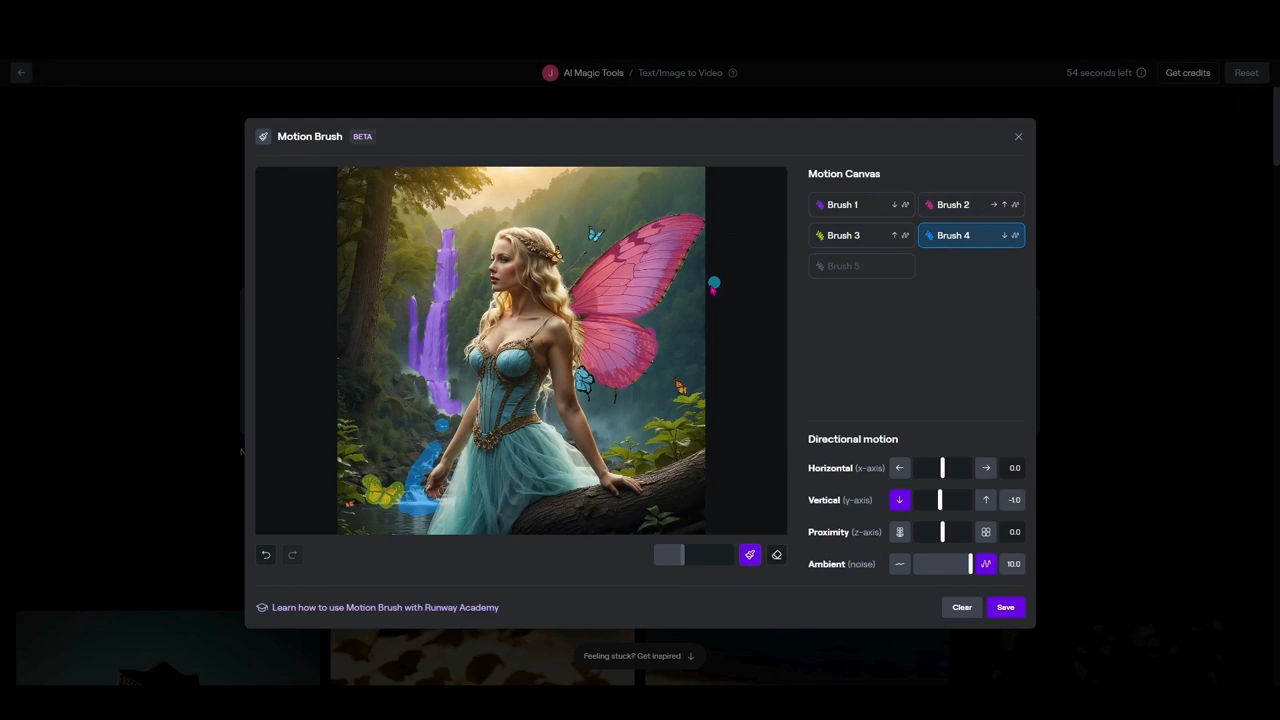 J AI Magic Tools / Text/Image to Video
54 seconds left
Get credits
Reset
Motion Brush BETA
Motion Canvas
Brush 1
Brush 2
Brush 3
Brush 4
Brush 5
Directional motion
Horizontal (x-axis) 0.0
Vertical (y-axis) -1.0
Proximity (z-axis) 0.0
Ambient (noise) 10.0
Learn how to use Motion Brush with Runway Academy
Clear
Save
Feeling stuck? Get inspired